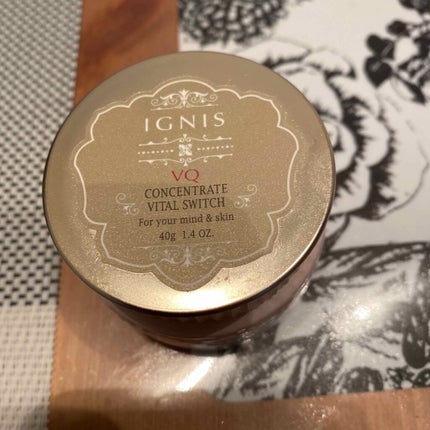 IGNIS
VQ
CONCENTRATE
VITAL SWITCH
For your mind & skin
40g 1.4 OZ.